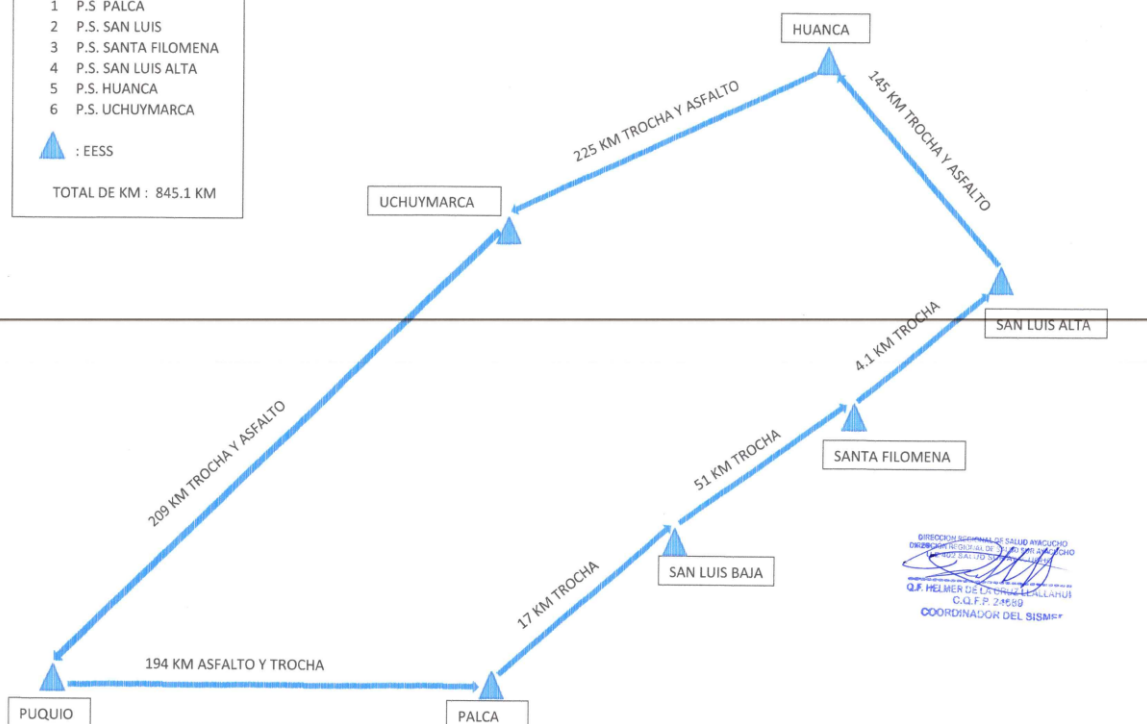 1 P.S PALCA
2 P.S. SAN LUIS
3 P.S. SANTA FILOMENA
4 P.S. SAN LUIS ALTA
5 P.S. HUANCA
6 P.S. UCHUYMARCA
: EESS
TOTAL DE KM : 845.1 KM
HUANCA
225 KM TROCHA Y ASFALTO
145 KM TROCHA Y ASFALTO
UCHUYMARCA
SAN LUIS ALTA
4.1 KM TROCHA
209 KM TROCHA Y ASFALTO
SANTA FILOMENA
51 KM TROCHA
SAN LUIS BAJA
17 KM TROCHA
194 KM ASFALTO Y TROCHA
PUQUIO
PALCA
DIRECCION REGIONAL DE SALUD AYACUCHO
Q.F. HELMER DE LA CRUZ LLALLAHUI
C.Q.F.P. 24689
COORDINADOR DEL SISMET